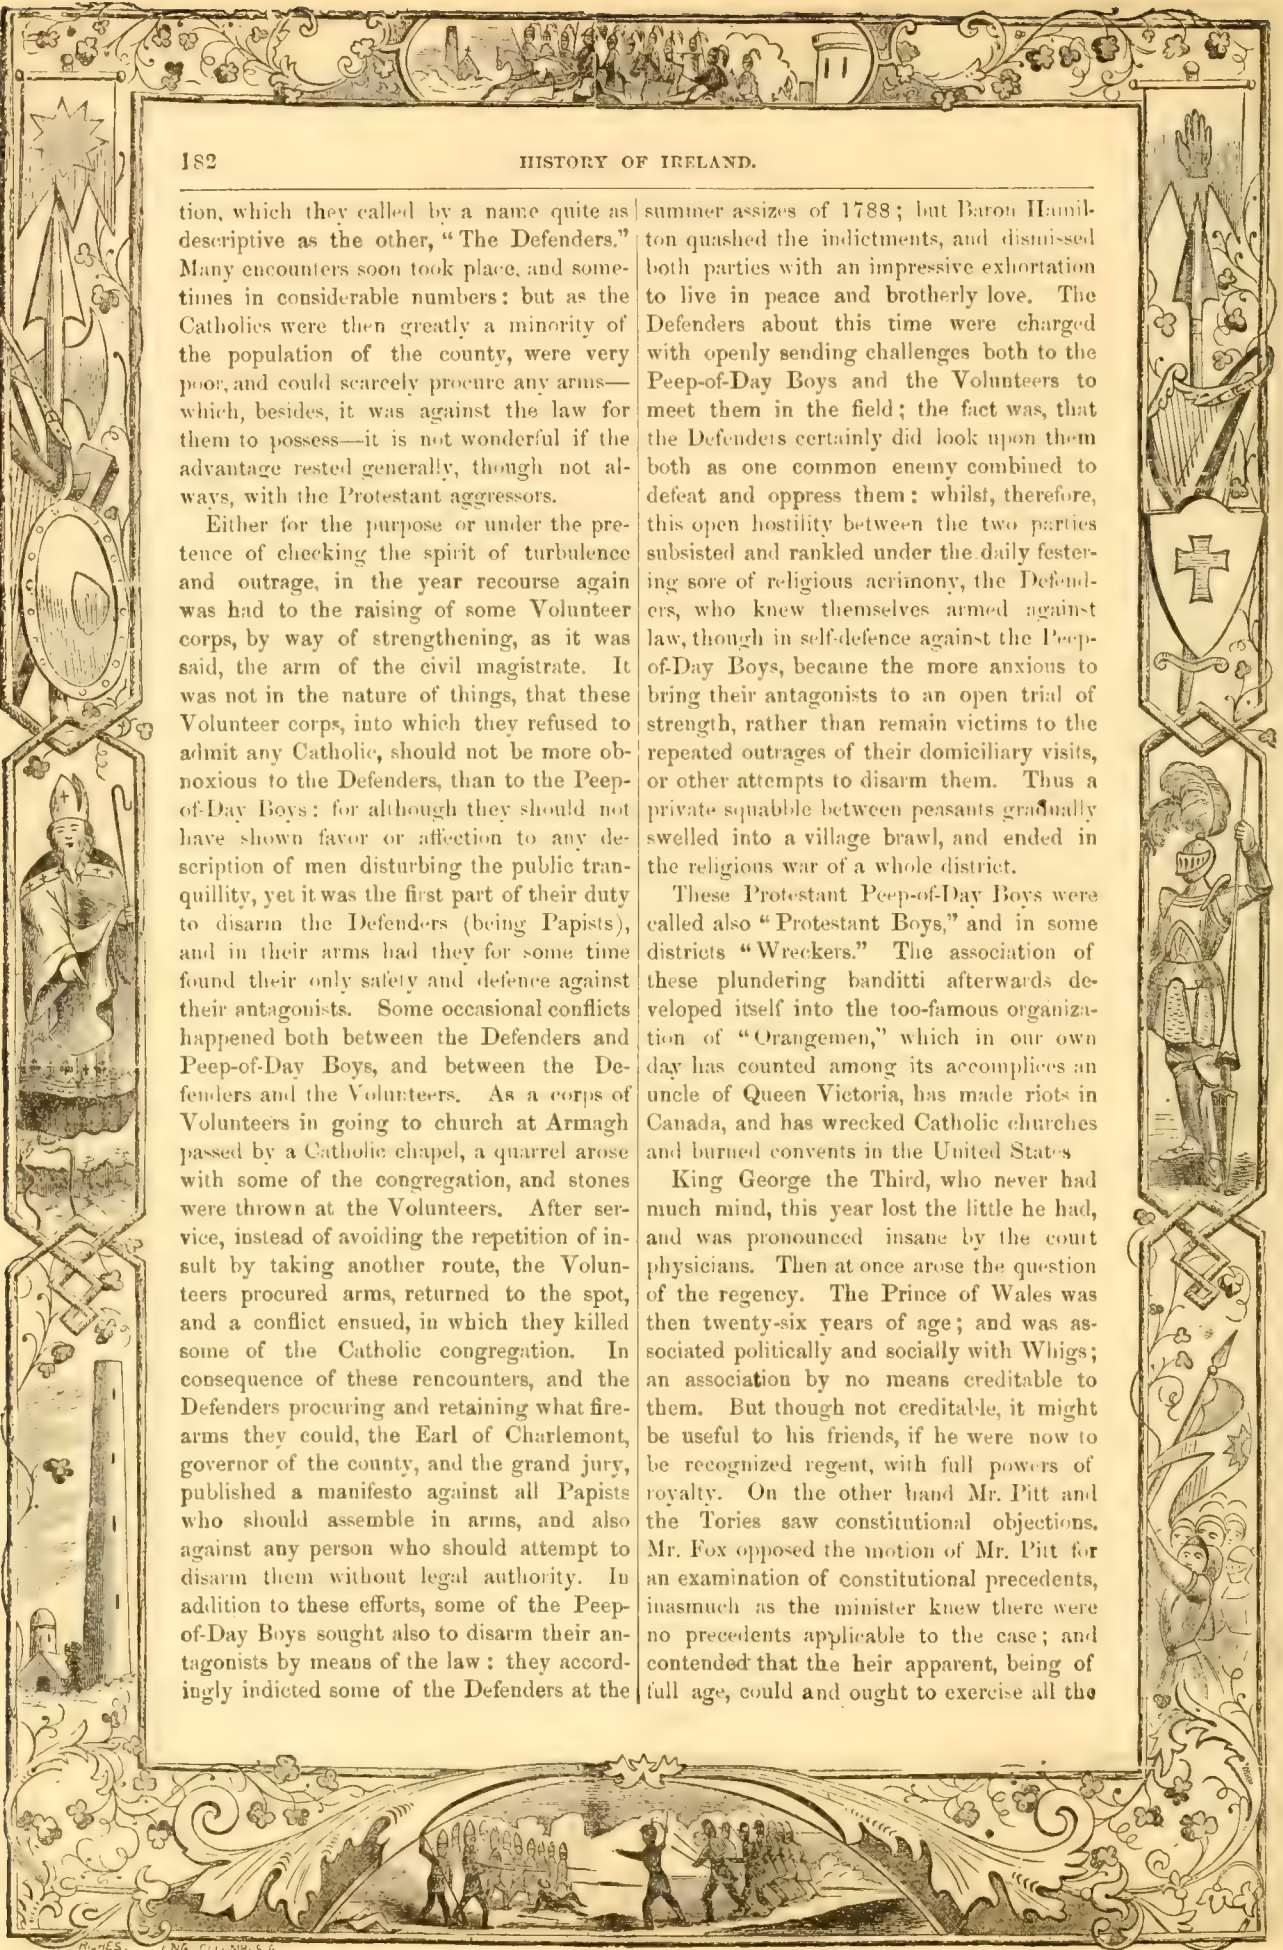 182
HISTORY OF IRELAND.
tion, which they called by a name quite as
descriptive as the other, “The Defenders.”
Many encounters soon took place, and some-
times in considerable numbers: but as the
Catholics were then greatly a minority of
the population of the county, were very
poor, and could scarcely procure any arms—
which, besides, it was against the law for
them to possess—it is not wonderful if the
advantage rested generally, though not al-
ways, with the Protestant aggressors.
Either for the purpose or under the pre-
tence of checking the spirit of turbulence
and outrage, in the year recourse again
was had to the raising of some Volunteer
corps, by way of strengthening, as it was
said, the arm of the civil magistrate. It
was not in the nature of things, that these
Volunteer corps, into which they refused to
admit any Catholic, should not be more ob-
noxious to the Defenders, than to the Peep-
of-Day Boys: for although they should not
have shown favor or affection to any de-
scription of men disturbing the public tran-
quillity, yet it was the first part of their duty
to disarm the Defenders (being Papists),
and in their arms had they for some time
found their only safety and defence against
their antagonists. Some occasional conflicts
happened both between the Defenders and
Peep-of-Day Boys, and between the De-
fenders and the Volunteers. As a corps of
Volunteers in going to church at Armagh
passed by a Catholic chapel, a quarrel arose
with some of the congregation, and stones
were thrown at the Volunteers. After ser-
vice, instead of avoiding the repetition of in-
sult by taking another route, the Volun-
teers procured arms, returned to the spot,
and a conflict ensued, in which they killed
some of the Catholic congregation. In
consequence of these rencounters, and the
Defenders procuring and retaining what fire-
arms they could, the Earl of Charlemont,
governor of the county, and the grand jury,
published a manifesto against all Papists
who should assemble in arms, and also
against any person who should attempt to
disarm them without legal authority. In
addition to these efforts, some of the Peep-
of-Day Boys sought also to disarm their an-
tagonists by means of the law: they accord-
ingly indicted some of the Defenders at the
summer assizes of 1788; but Baron Hamil-
ton quashed the indictments, and dismissed
both parties with an impressive exhortation
to live in peace and brotherly love. The
Defenders about this time were charged
with openly sending challenges both to the
Peep-of-Day Boys and the Volunteers to
meet them in the field; the fact was, that
the Defenders certainly did look upon them
both as one common enemy combined to
defeat and oppress them: whilst, therefore,
this open hostility between the two parties
subsisted and rankled under the daily fester-
ing sore of religious acrimony, the Defend-
ers, who knew themselves armed against
law, though in self-defence against the Peep-
of-Day Boys, became the more anxious to
bring their antagonists to an open trial of
strength, rather than remain victims to the
repeated outrages of their domiciliary visits,
or other attempts to disarm them. Thus a
private squabble between peasants gradually
swelled into a village brawl, and ended in
the religious war of a whole district.
These Protestant Peep-of-Day Boys were
called also “Protestant Boys,” and in some
districts “Wreckers.” The association of
these plundering banditti afterwards de-
veloped itself into the too-famous organiza-
tion of “Orangemen,” which in our own
day has counted among its accomplices an
uncle of Queen Victoria, has made riots in
Canada, and has wrecked Catholic churches
and burned convents in the United States
King George the Third, who never had
much mind, this year lost the little he had,
and was pronounced insane by the court
physicians. Then at once arose the question
of the regency. The Prince of Wales was
then twenty-six years of age; and was as-
sociated politically and socially with Whigs;
an association by no means creditable to
them. But though not creditable, it might
be useful to his friends, if he were now to
be recognized regent, with full powers of
royalty. On the other hand Mr. Pitt and
the Tories saw constitutional objections.
Mr. Fox opposed the motion of Mr. Pitt for
an examination of constitutional precedents,
inasmuch as the minister knew there were
no precedents applicable to the case; and
contended that the heir apparent, being of
full age, could and ought to exercise all the